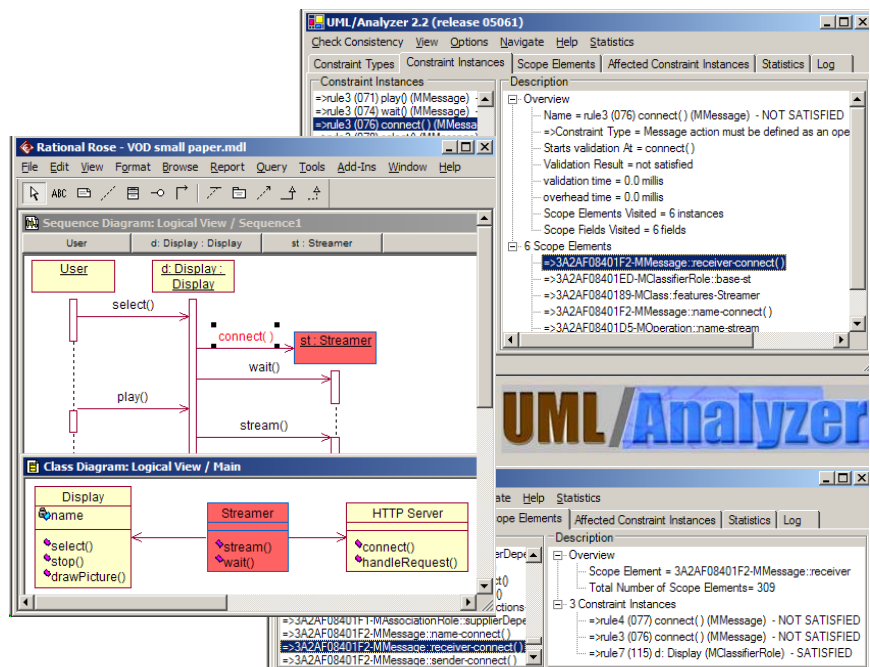 UML/Analyzer 2.2 (release 05061)
Check Consistency View Options Navigate Help Statistics
Constraint Types Constraint Instances Scope Elements Affected Constraint Instances Statistics Log
Constraint Instances
=>rule3 (071) play() (MMessage) -
=>rule3 (074) wait() (MMessage) -
=>rule3 (076) connect() (MMessa
Description
Overview
Name = rule3 (076) connect() (MMessage) - NOT SATISFIED
=>Constraint Type = Message action must be defined as an ope
Starts validation At = connect()
Validation Result = not satisfied
validation time = 0.0 millis
overhead time = 0.0 millis
Scope Elements Visited = 6 instances
Scope Fields Visited = 6 fields
6 Scope Elements
=>3A2AF08401F2-MMessage::receiver-connect()
=>3A2AF08401ED-MClassifierRole::base-st
=>3A2AF0840189-MClass::features-Streamer
=>3A2AF08401F2-MMessage::name-connect()
=>3A2AF08401D5-MOperation::name-stream
Rational Rose - VOD small paper.mdl
File Edit View Format Browse Report Query Tools Add-Ins Window Help
ABC
Sequence Diagram: Logical View / Sequence1
User d: Display : Display st : Streamer
User
d: Display :
Display
select()
connect( )
st : Streamer
wait()
play()
stream()
UML/Analyzer
Class Diagram: Logical View / Main
Display
name
select()
stop()
drawPicture()
Streamer
stream()
wait()
HTTP Server
connect()
handleRequest()
ate Help Statistics
ope Elements Affected Constraint Instances Statistics Log
=>3A2AF08401F1-MAssociationRole::supplierDepe
=>3A2AF08401F2-MMessage::name-connect()
=>3A2AF08401F2-MMessage::receiver-connect()
=>3A2AF08401F2-MMessage::sender-connect()
Description
Overview
Scope Element = 3A2AF08401F2-MMessage::receiver
Total Number of Scope Elements= 309
3 Constraint Instances
=>rule4 (077) connect() (MMessage) - NOT SATISFIED
=>rule3 (076) connect() (MMessage) - NOT SATISFIED
=>rule7 (115) d: Display (MClassifierRole) - SATISFIED